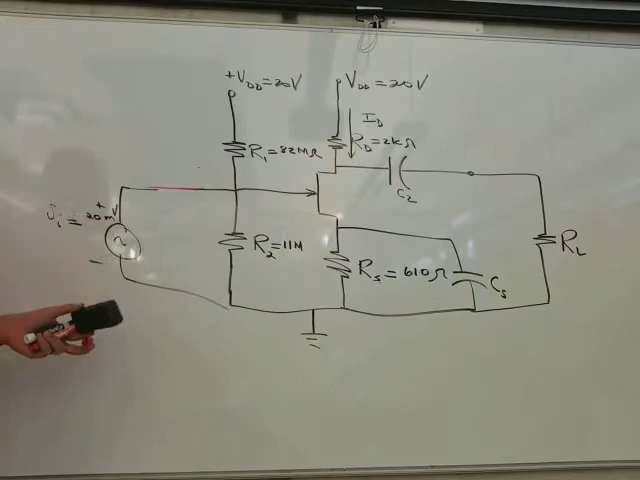 +VDD=20V
VDD=20V
ID
R1=82MΩ
RD=2kΩ
C2
+
Vi=20mV
~
−
R2=11M
RS=610Ω
CS
RL